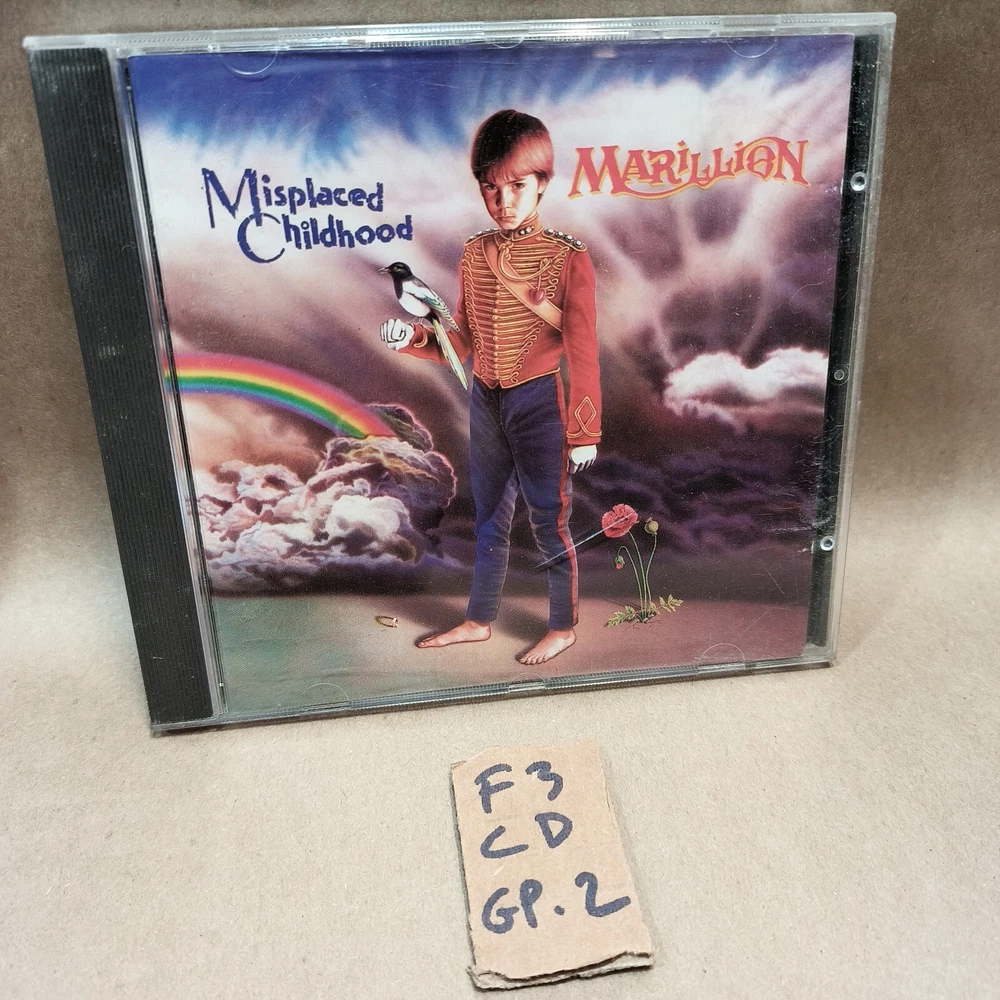 Misplaced
Childhood
MARiLLiON
F3
CD
GP.2